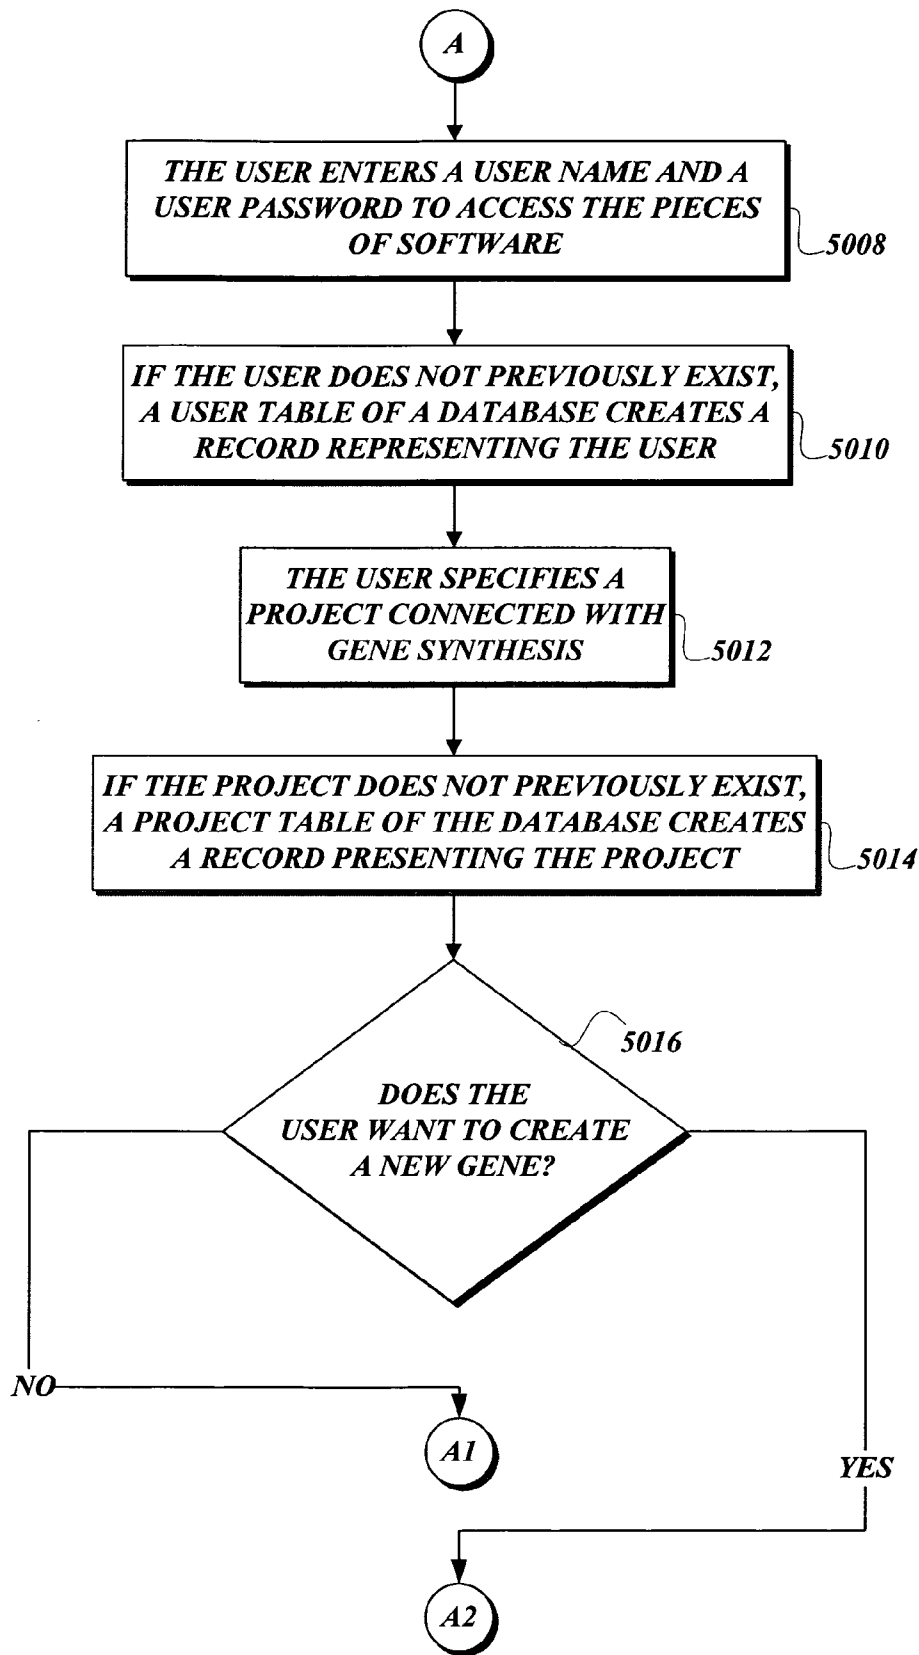 A
THE USER ENTERS A USER NAME AND A
USER PASSWORD TO ACCESS THE PIECES
OF SOFTWARE
5008
IF THE USER DOES NOT PREVIOUSLY EXIST,
A USER TABLE OF A DATABASE CREATES A
RECORD REPRESENTING THE USER
5010
THE USER SPECIFIES A
PROJECT CONNECTED WITH
GENE SYNTHESIS
5012
IF THE PROJECT DOES NOT PREVIOUSLY EXIST,
A PROJECT TABLE OF THE DATABASE CREATES
A RECORD PRESENTING THE PROJECT
5014
5016
DOES THE
USER WANT TO CREATE
A NEW GENE?
NO
A1
YES
A2